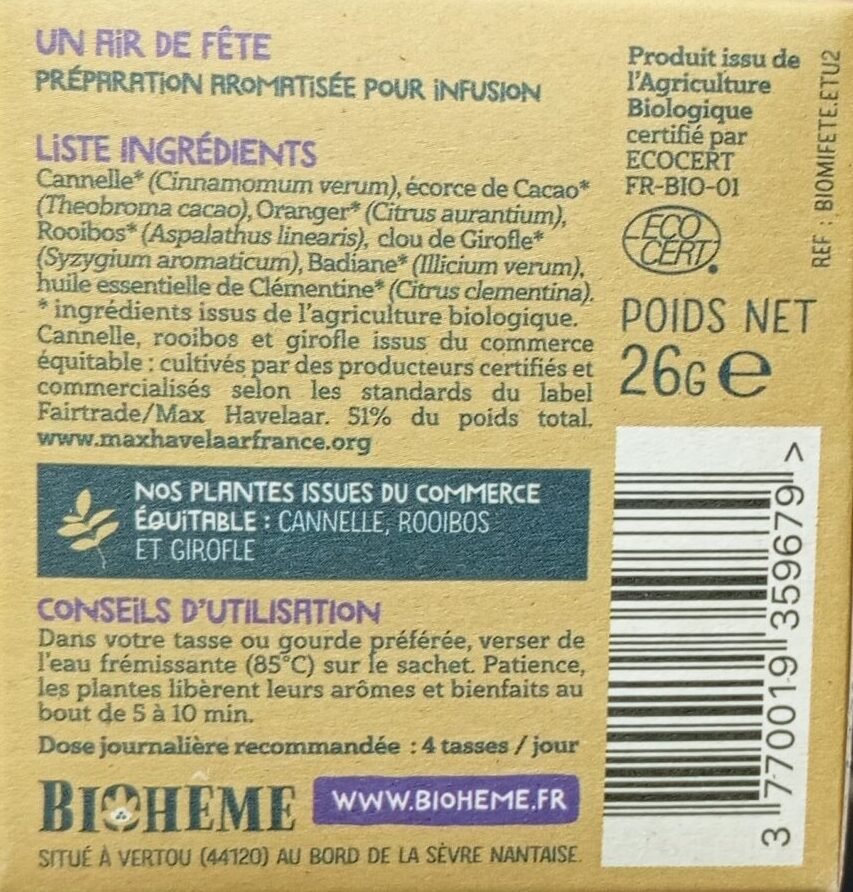 UN AIR DE FÊTE
PRÉPARATION AROMATISÉE POUR INFUSION
LISTE INGRÉDIENTS
Cannelle* (Cinnamomum verum), écorce de Cacao*
(Theobroma cacao), Oranger* (Citrus aurantium),
Rooibos* (Aspalathus linearis), clou de Girofle*
(Syzygium aromaticum), Badiane* (Illicium verum),
huile essentielle de Clémentine* (Citrus clementina).
* ingrédients issus de l'agriculture biologique.
Cannelle, rooibos et girofle issus du commerce
équitable : cultivés par des producteurs certifiés et
commercialisés selon les standards du label
Fairtrade/Max Havelaar. 51% du poids total.
www.maxhavelaarfrance.org
NOS PLANTES ISSUES DU COMMERCE
ÉQUITABLE : CANNELLE, ROOIBOS
ET GIROFLE
CONSEILS D'UTILISATION
Dans votre tasse ou gourde préférée, verser de
l'eau frémissante (85°C) sur le sachet. Patience,
les plantes libèrent leurs arômes et bienfaits au
bout de 5 à 10 min.
Dose journalière recommandée : 4 tasses / jour
BIOHÊME
WWW.BIOHEME.FR
SITUÉ À VERTOU (44120) AU BORD DE LA SÈVRE NANTAISE.
Produit issu de
l'Agriculture
Biologique
certifié par
ECOCERT
FR-BIO-01
ECO
CERT
REF : BIOMIFETE.ETU2
POIDS NET
26G e
3 770019 359679 >